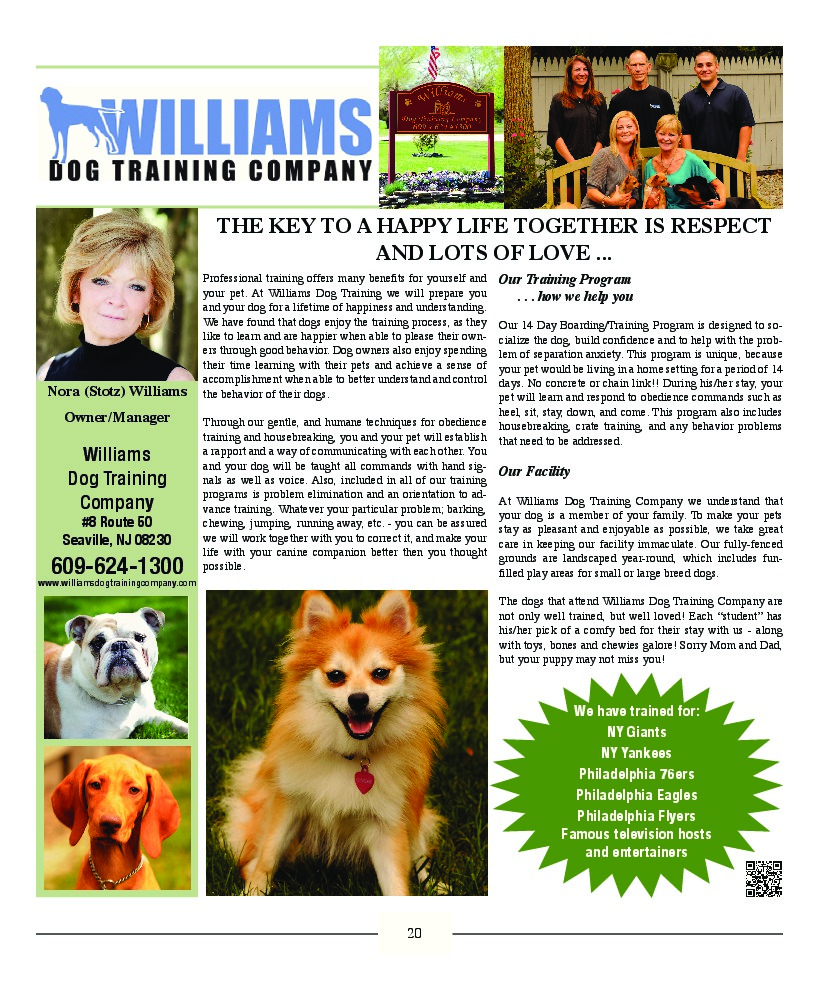 WILLIAMS
DOG TRAINING COMPANY
Williams
Dog Training Company
609 • 624 • 1300
THE KEY TO A HAPPY LIFE TOGETHER IS RESPECT
AND LOTS OF LOVE ...
Nora (Stotz) Williams
Owner/Manager
Williams
Dog Training
Company
#8 Route 50
Seaville, NJ 08230
609-624-1300
www.williamsdogtrainingcompany.com
Professional training offers many benefits for yourself and
your pet. At Williams Dog Training we will prepare you
and your dog for a lifetime of happiness and understanding.
We have found that dogs enjoy the training process, as they
like to learn and are happier when able to please their own-
ers through good behavior. Dog owners also enjoy spending
their time learning with their pets and achieve a sense of
accomplishment when able to better understand and control
the behavior of their dogs.
Through our gentle, and humane techniques for obedience
training and housebreaking, you and your pet will establish
a rapport and a way of communicating with each other. You
and your dog will be taught all commands with hand sig-
nals as well as voice. Also, included in all of our training
programs is problem elimination and an orientation to ad-
vance training. Whatever your particular problem; barking,
chewing, jumping, running away, etc. - you can be assured
we will work together with you to correct it, and make your
life with your canine companion better then you thought
possible.
Our Training Program
. . . how we help you
Our 14 Day Boarding/Training Program is designed to so-
cialize the dog, build confidence and to help with the prob-
lem of separation anxiety. This program is unique, because
your pet would be living in a home setting for a period of 14
days. No concrete or chain link!! During his/her stay, your
pet will learn and respond to obedience commands such as
heel, sit, stay, down, and come. This program also includes
housebreaking, crate training, and any behavior problems
that need to be addressed.
Our Facility
At Williams Dog Training Company we understand that
your dog is a member of your family. To make your pets
stay as pleasant and enjoyable as possible, we take great
care in keeping our facility immaculate. Our fully-fenced
grounds are landscaped year-round, which includes fun-
filled play areas for small or large breed dogs.
The dogs that attend Williams Dog Training Company are
not only well trained, but well loved! Each “student” has
his/her pick of a comfy bed for their stay with us - along
with toys, bones and chewies galore! Sorry Mom and Dad,
but your puppy may not miss you!
We have trained for:
NY Giants
NY Yankees
Philadelphia 76ers
Philadelphia Eagles
Philadelphia Flyers
Famous television hosts
and entertainers
20